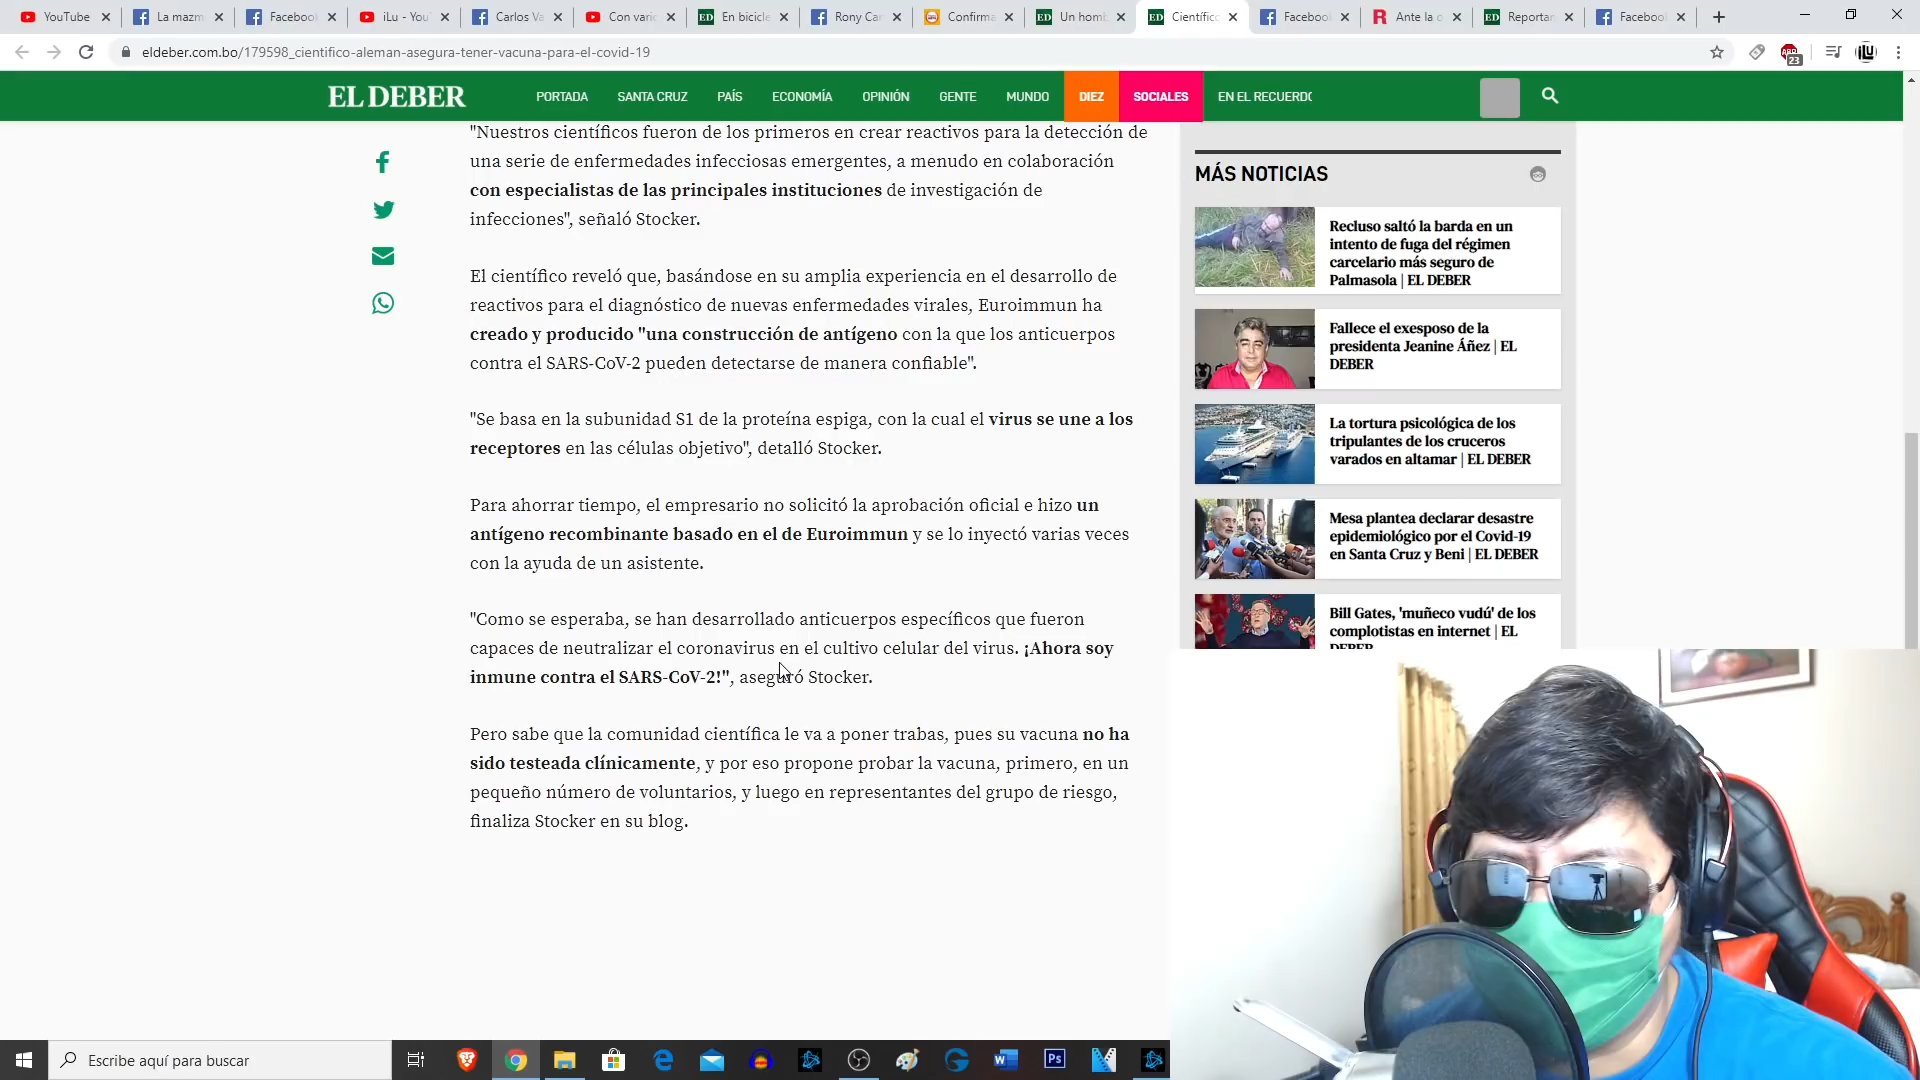 YouTube
La mazm
Facebook
iLu - You
Carlos Va
Con vari
En bicicle
Rony Car
Confirma
Un homb
Científico
Facebook
Ante la o
Reportan
Facebook
eldeber.com.bo/179598_cientifico-aleman-asegura-tener-vacuna-para-el-covid-19
23
EL DEBER
PORTADA
SANTA CRUZ
PAÍS
ECONOMÍA
OPINIÓN
GENTE
MUNDO
DIEZ
SOCIALES
EN EL RECUERDO
"Nuestros científicos fueron de los primeros en crear reactivos para la detección de
una serie de enfermedades infecciosas emergentes, a menudo en colaboración
con especialistas de las principales instituciones de investigación de
infecciones", señaló Stocker.
El científico reveló que, basándose en su amplia experiencia en el desarrollo de
reactivos para el diagnóstico de nuevas enfermedades virales, Euroimmun ha
creado y producido "una construcción de antígeno con la que los anticuerpos
contra el SARS-CoV-2 pueden detectarse de manera confiable".
"Se basa en la subunidad S1 de la proteína espiga, con la cual el virus se une a los
receptores en las células objetivo", detalló Stocker.
Para ahorrar tiempo, el empresario no solicitó la aprobación oficial e hizo un
antígeno recombinante basado en el de Euroimmun y se lo inyectó varias veces
con la ayuda de un asistente.
"Como se esperaba, se han desarrollado anticuerpos específicos que fueron
capaces de neutralizar el coronavirus en el cultivo celular del virus. ¡Ahora soy
inmune contra el SARS-CoV-2!", aseguró Stocker.
Pero sabe que la comunidad científica le va a poner trabas, pues su vacuna no ha
sido testeada clínicamente, y por eso propone probar la vacuna, primero, en un
pequeño número de voluntarios, y luego en representantes del grupo de riesgo,
finaliza Stocker en su blog.
MÁS NOTICIAS
Recluso saltó la barda en un
intento de fuga del régimen
carcelario más seguro de
Palmasola | EL DEBER
Fallece el exesposo de la
presidenta Jeanine Áñez | EL
DEBER
La tortura psicológica de los
tripulantes de los cruceros
varados en altamar | EL DEBER
Mesa plantea declarar desastre
epidemiológico por el Covid-19
en Santa Cruz y Beni | EL DEBER
Bill Gates, 'muñeco vudú' de los
complotistas en internet | EL
DEBER
Escribe aquí para buscar